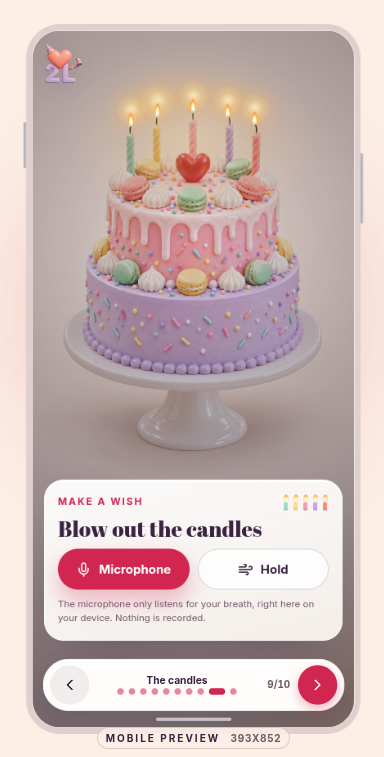 2L
MAKE A WISH
Blow out the candles
Microphone
Hold
The microphone only listens for your breath, right here on
your device. Nothing is recorded.
The candles
9/10
MOBILE PREVIEW 393X852